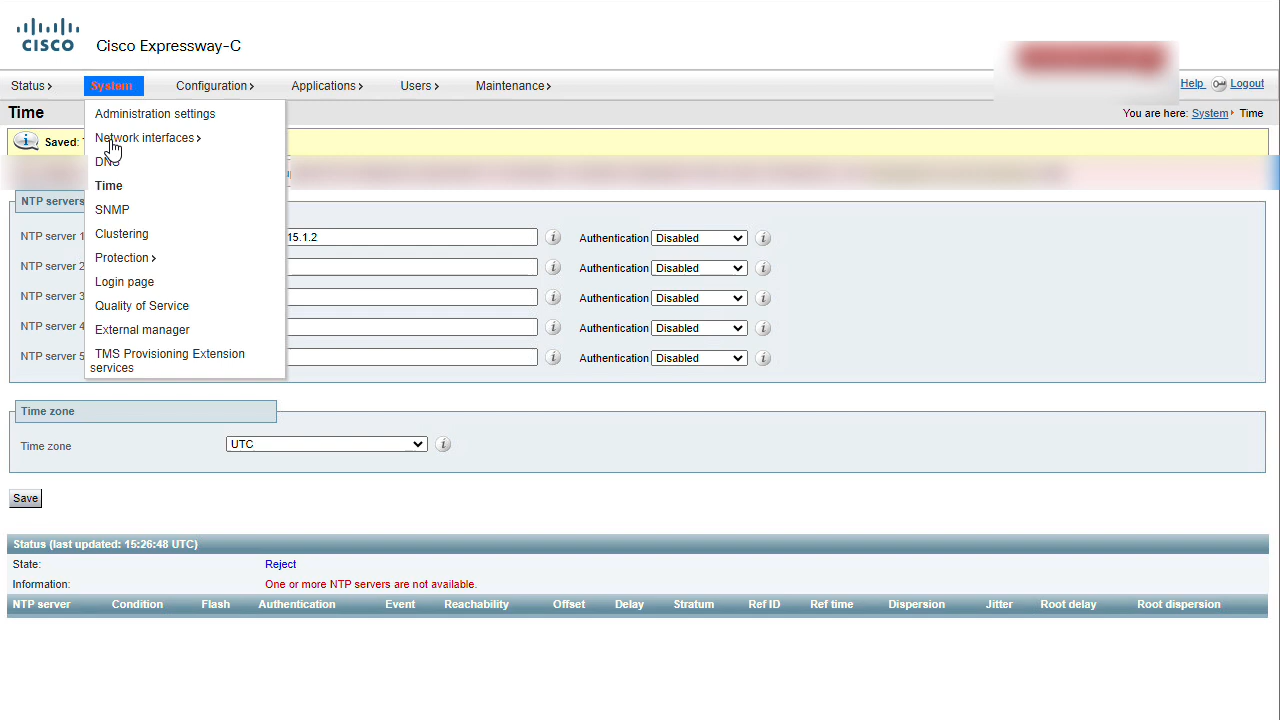 CISCO Cisco Expressway-C
Status System Configuration Applications Users Maintenance Help Logout
Time You are here: System Time
Saved:
Administration settings
Network interfaces
DNS
Time
SNMP
Clustering
Protection
Login page
Quality of Service
External manager
TMS Provisioning Extension
services
NTP servers
NTP server 1 15.1.2 Authentication Disabled
NTP server 2 Authentication Disabled
NTP server 3 Authentication Disabled
NTP server 4 Authentication Disabled
NTP server 5 Authentication Disabled
Time zone
Time zone UTC
Save
Status (last updated: 15:26:48 UTC)
State: Reject
Information: One or more NTP servers are not available.
NTP server Condition Flash Authentication Event Reachability Offset Delay Stratum Ref ID Ref time Dispersion Jitter Root delay Root dispersion